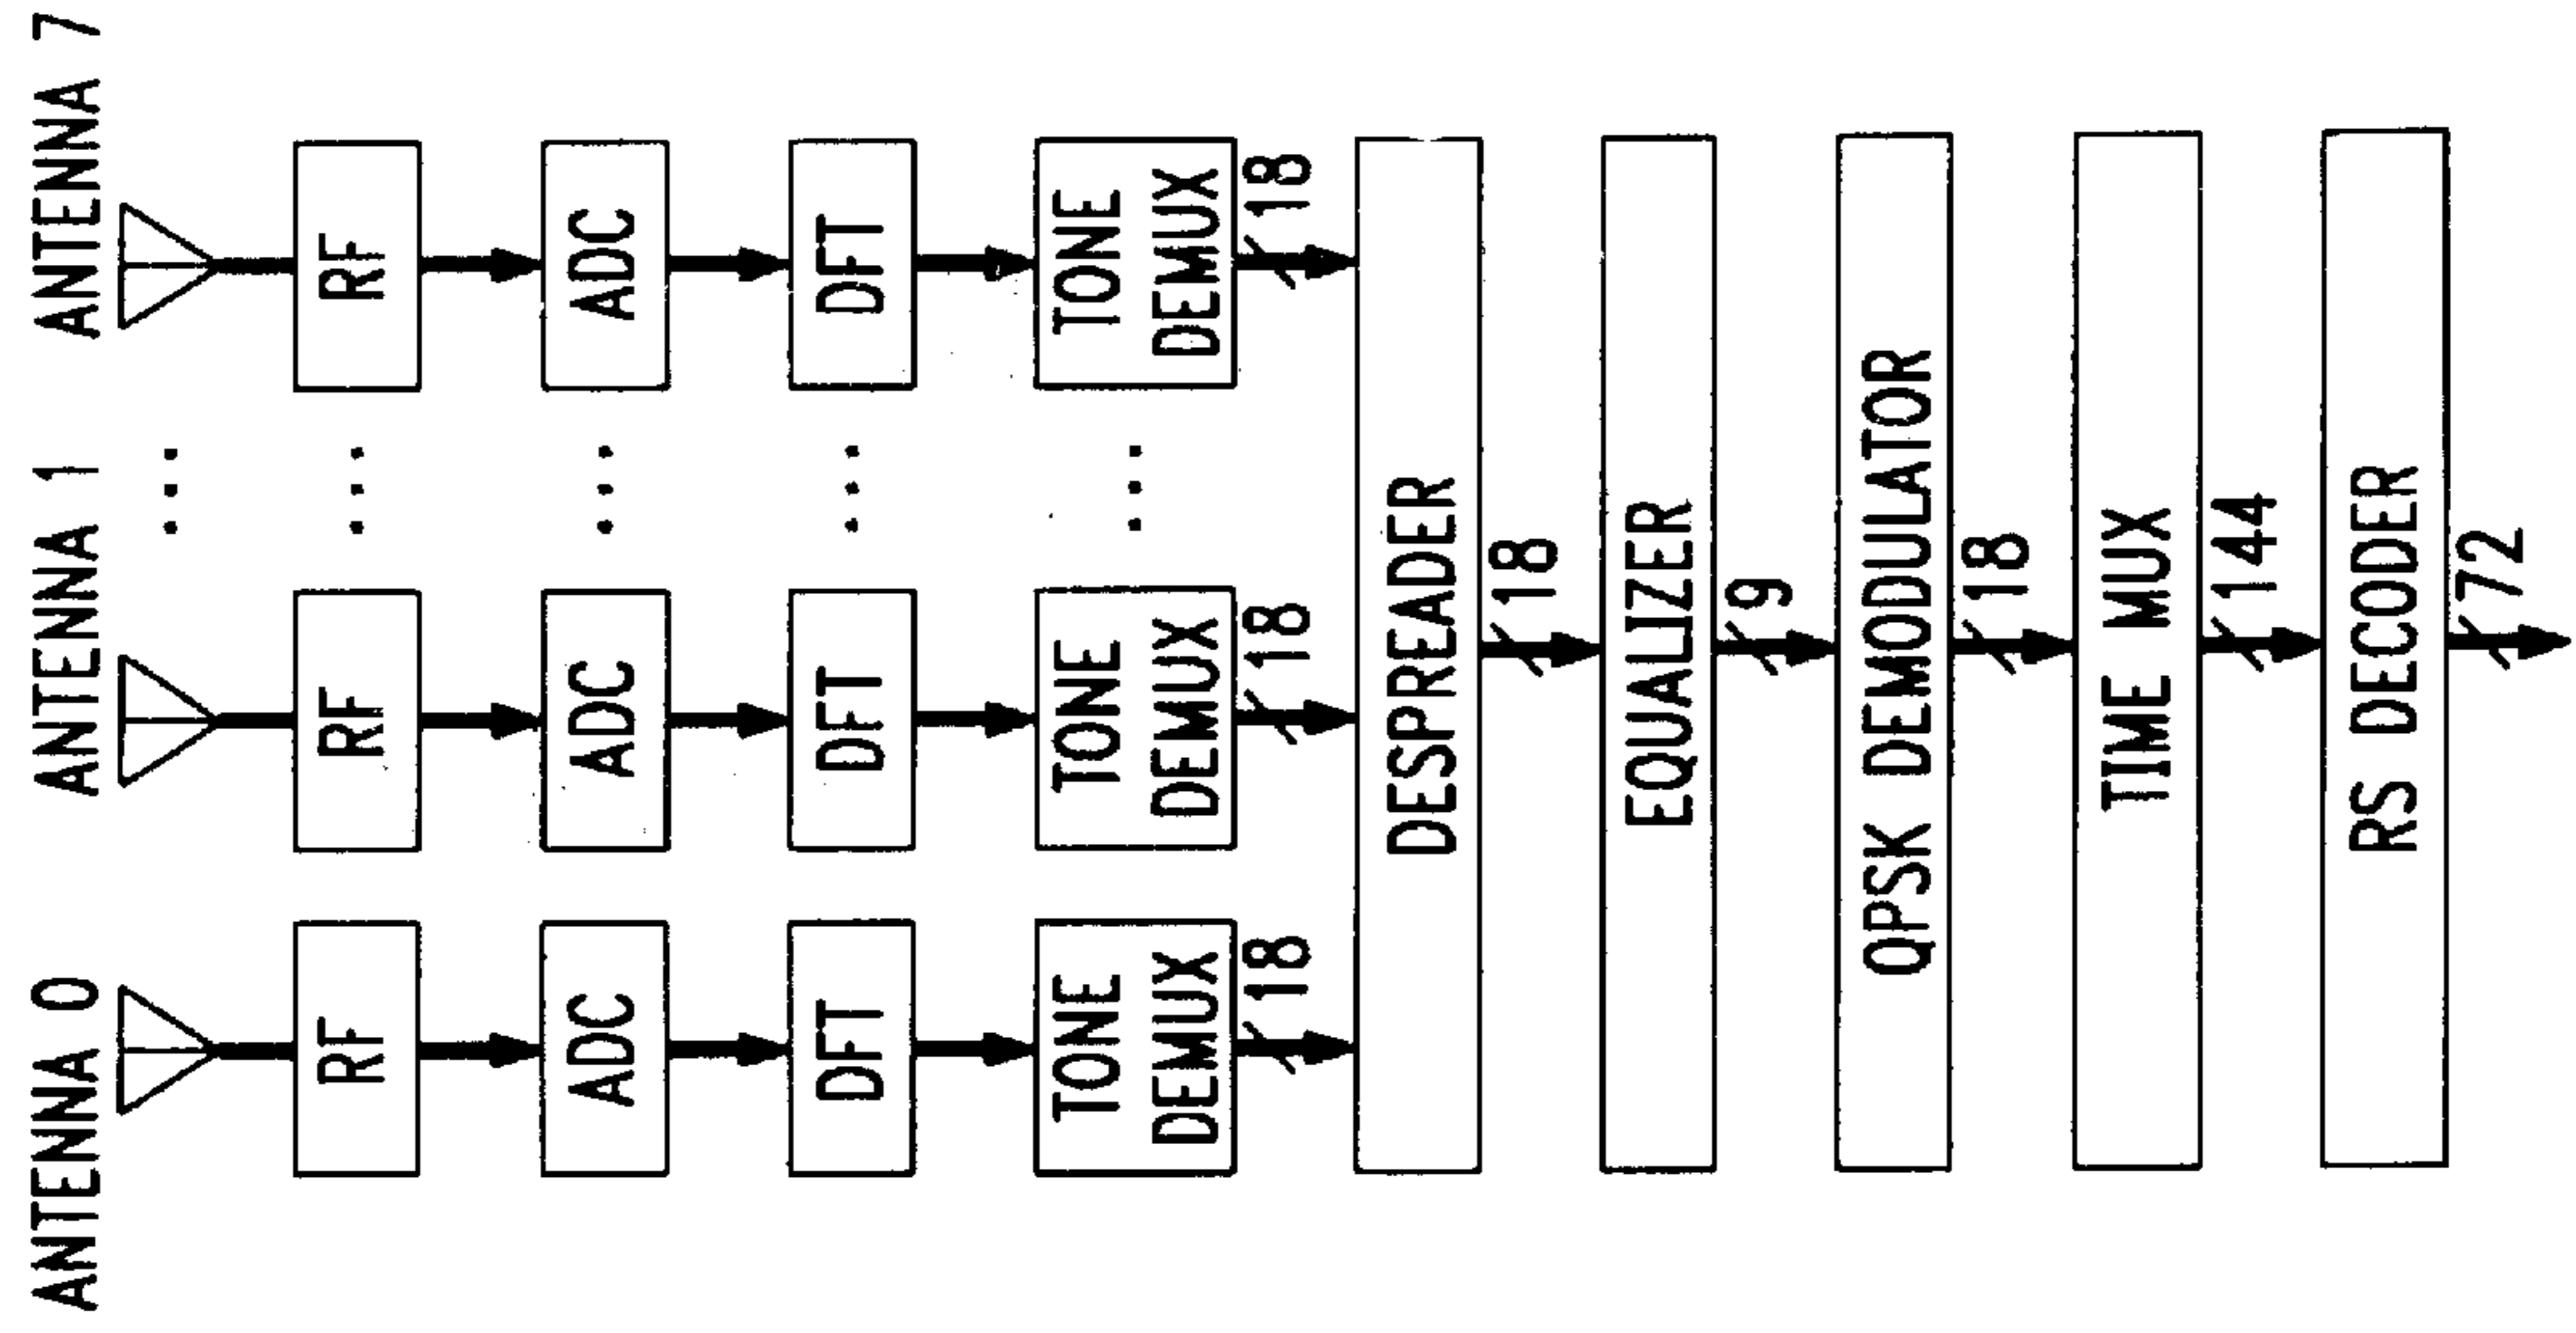 ANTENNA 0
ANTENNA 1
...
ANTENNA 7
RF
RF
...
RF
ADC
ADC
...
ADC
DFT
DFT
...
DFT
TONE
DEMUX
TONE
DEMUX
...
TONE
DEMUX
18
18
18
DESPREADER
18
EQUALIZER
9
QPSK DEMODULATOR
18
TIME MUX
144
RS DECODER
72